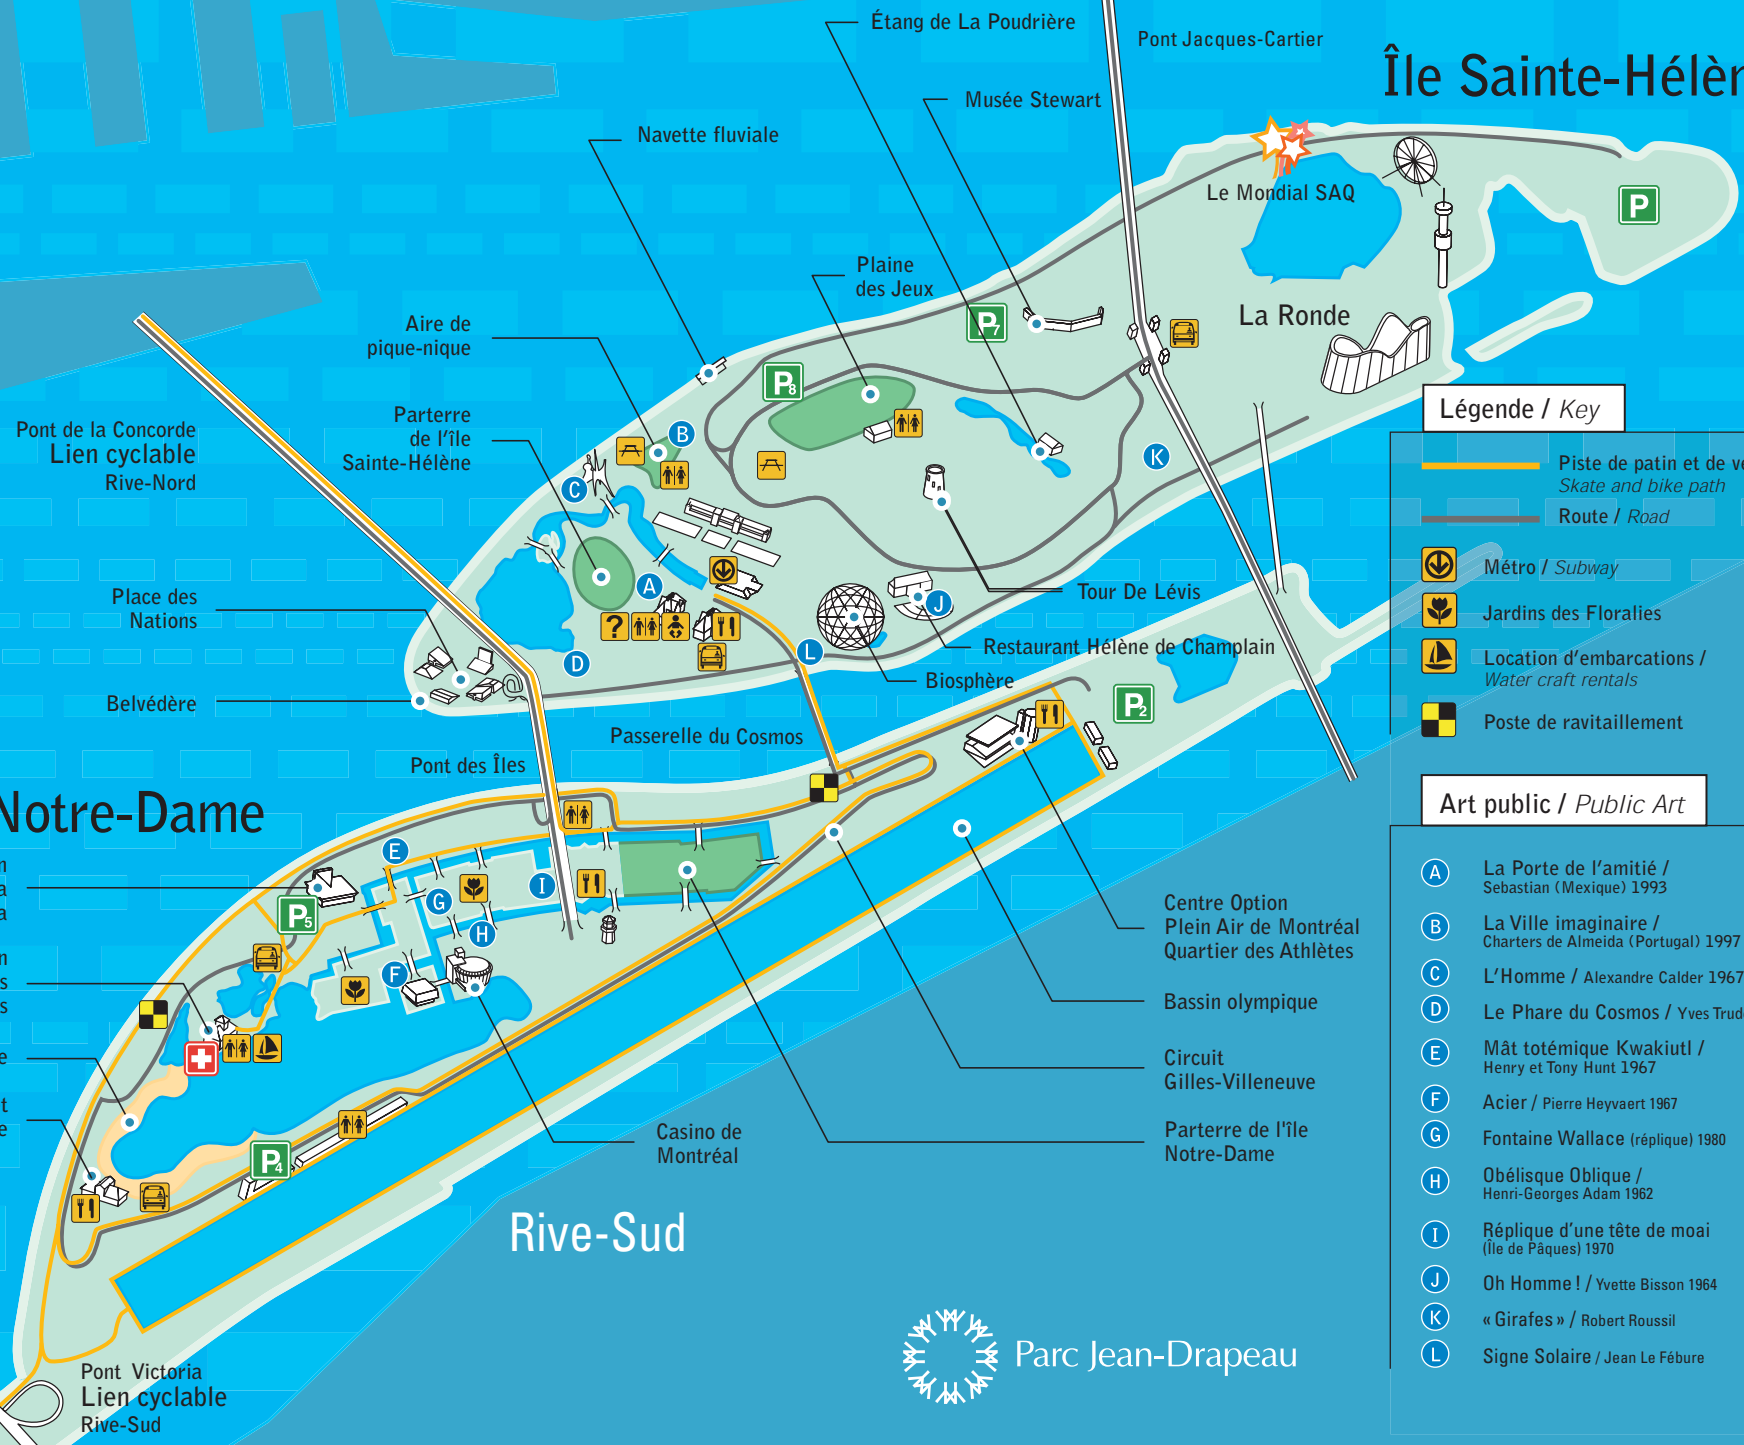 Étang de La Poudrière
Pont Jacques-Cartier
Île Sainte-Hélèn
Musée Stewart
Navette fluviale
Le Mondial SAQ
P
Plaine
des Jeux
La Ronde
P7
Aire de
pique-nique
P8
Parterre
de l'île
Sainte-Hélène
Pont de la Concorde
Lien cyclable
Rive-Nord
B
C
K
A
?
D
J
L
Place des
Nations
Tour De Lévis
Restaurant Hélène de Champlain
Biosphère
Belvédère
P2
Passerelle du Cosmos
Pont des Îles
Notre-Dame
n
a
a
n
s
s
e
t
e
E
I
G
H
F
P5
P4
Centre Option
Plein Air de Montréal
Quartier des Athlètes
Bassin olympique
Circuit
Gilles-Villeneuve
Parterre de l'île
Notre-Dame
Casino de
Montréal
Rive-Sud
Pont Victoria
Lien cyclable
Rive-Sud
Parc Jean-Drapeau
Légende / Key
Piste de patin et de vé
Skate and bike path
Route / Road
Métro / Subway
Jardins des Floralies
Location d'embarcations /
Water craft rentals
Poste de ravitaillement
Art public / Public Art
A La Porte de l'amitié /
Sebastian (Mexique) 1993
B La Ville imaginaire /
Charters de Almeida (Portugal) 1997
C L'Homme / Alexandre Calder 1967
D Le Phare du Cosmos / Yves Trud
E Mât totémique Kwakiutl /
Henry et Tony Hunt 1967
F Acier / Pierre Heyvaert 1967
G Fontaine Wallace (réplique) 1980
H Obélisque Oblique /
Henri-Georges Adam 1962
I Réplique d'une tête de moai
(Île de Pâques) 1970
J Oh Homme ! / Yvette Bisson 1964
K « Girafes » / Robert Roussil
L Signe Solaire / Jean Le Fébure